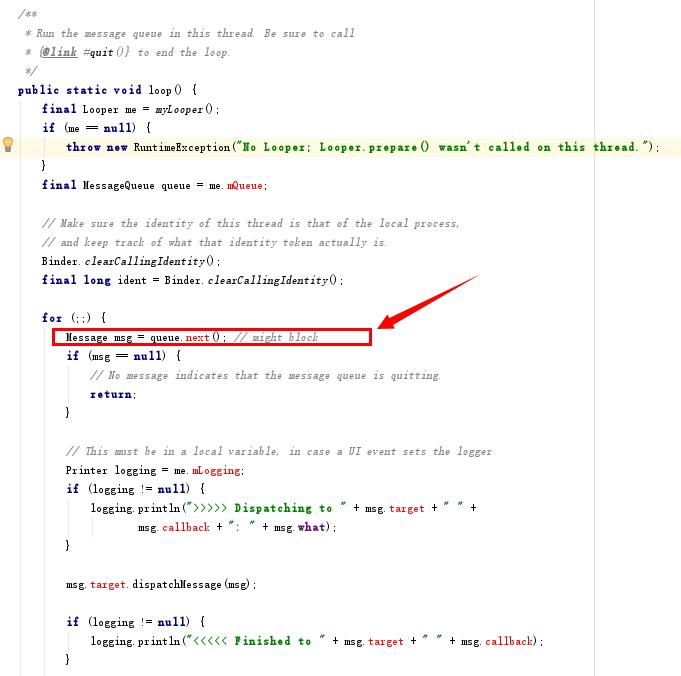 /**
 * Run the message queue in this thread. Be sure to call
 * {@link #quit()} to end the loop.
 */
public static void loop() {
    final Looper me = myLooper();
    if (me == null) {
        throw new RuntimeException("No Looper; Looper.prepare() wasn't called on this thread.");
    }
    final MessageQueue queue = me.mQueue;

    // Make sure the identity of this thread is that of the local process,
    // and keep track of what that identity token actually is.
    Binder.clearCallingIdentity();
    final long ident = Binder.clearCallingIdentity();

    for (;;) {
        Message msg = queue.next(); // might block
        if (msg == null) {
            // No message indicates that the message queue is quitting.
            return;
        }

        // This must be in a local variable, in case a UI event sets the logger
        Printer logging = me.mLogging;
        if (logging != null) {
            logging.println(">>>>> Dispatching to " + msg.target + " " +
                    msg.callback + ": " + msg.what);
        }

        msg.target.dispatchMessage(msg);

        if (logging != null) {
            logging.println("<<<<< Finished to " + msg.target + " " + msg.callback);
        }